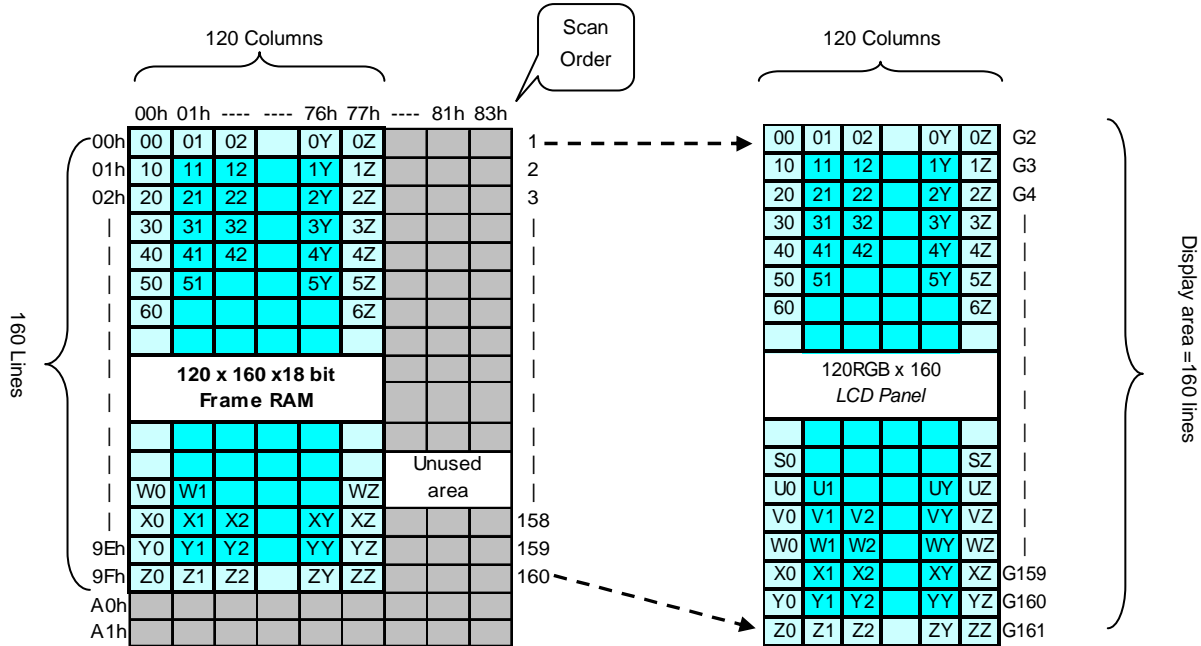 Scan
Order
120 Columns
120 Columns
00h 01h ---- ---- 76h 77h ---- 81h 83h
00h 00 01 02 0Y 0Z 1
00 01 02 0Y 0Z G2
01h 10 11 12 1Y 1Z 2
10 11 12 1Y 1Z G3
02h 20 21 22 2Y 2Z 3
20 21 22 2Y 2Z G4
30 31 32 3Y 3Z
30 31 32 3Y 3Z
40 41 42 4Y 4Z
40 41 42 4Y 4Z
50 51 5Y 5Z
50 51 5Y 5Z
60 6Z
60 6Z
160 Lines
120 x 160 x18 bit
Frame RAM
120RGB x 160
LCD Panel
Display area =160 lines
Unused
area
S0 SZ
W0 W1 WZ
U0 U1 UY UZ
X0 X1 X2 XY XZ 158
V0 V1 V2 VY VZ
9Eh Y0 Y1 Y2 YY YZ 159
W0 W1 W2 WY WZ
9Fh Z0 Z1 Z2 ZY ZZ 160
X0 X1 X2 XY XZ G159
A0h
Y0 Y1 Y2 YY YZ G160
A1h
Z0 Z1 Z2 ZY ZZ G161